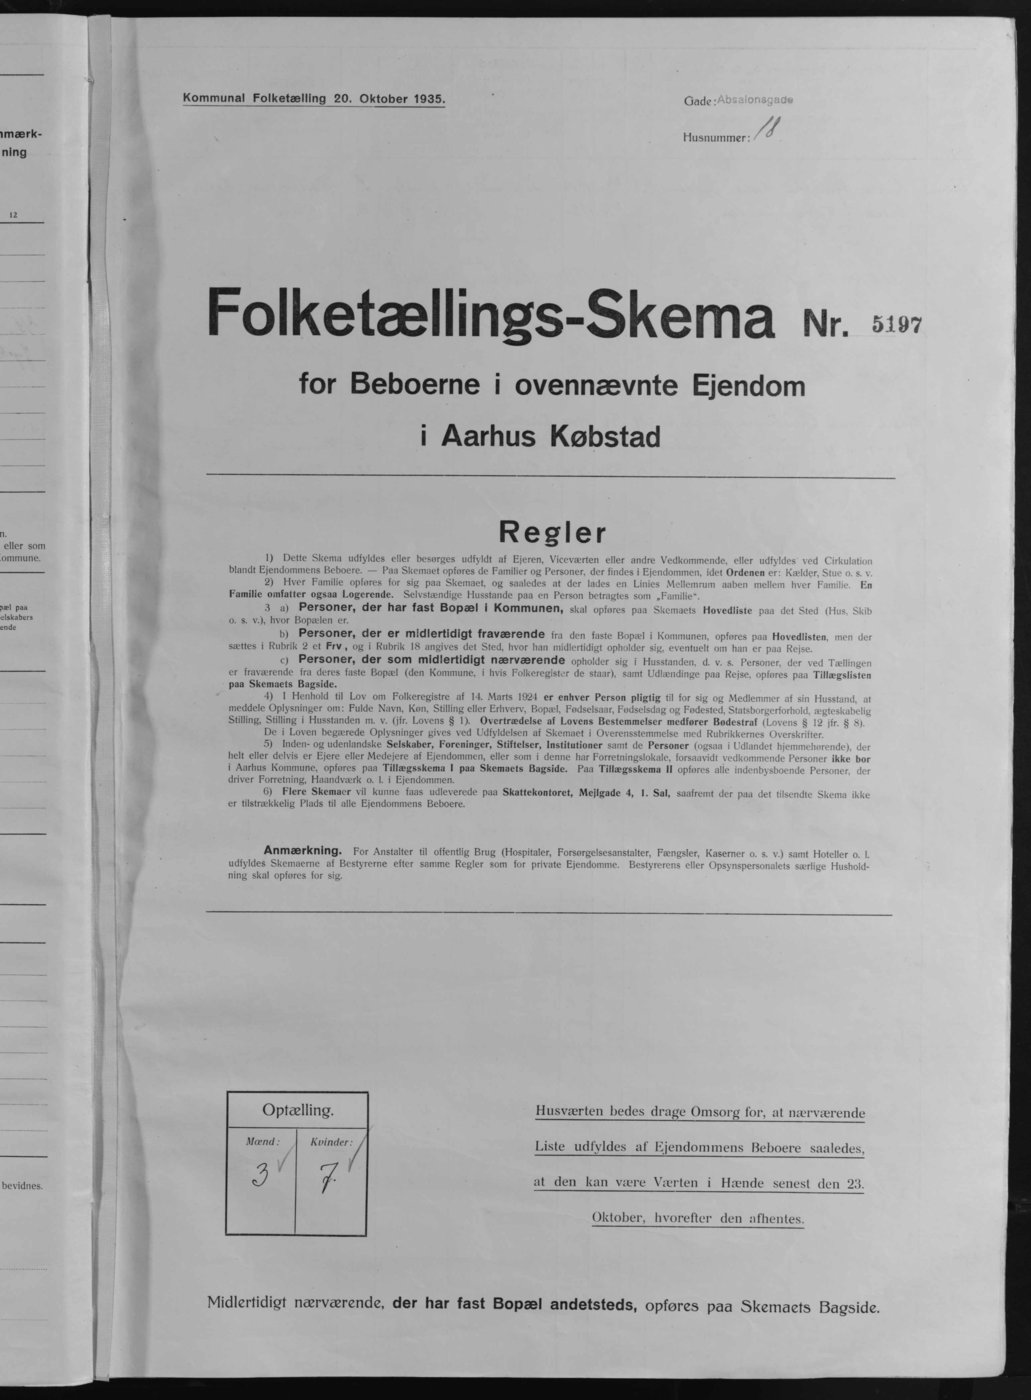 Kommunal Folketælling 20. Oktober 1935.
Gade: Absalonsgade
Husnummer: 18
nmærk-
ning
12
Folketællings-Skema Nr. 5197
for Beboerne i ovennævnte Ejendom
i Aarhus Købstad
Regler
1) Dette Skema udfyldes eller besørges udfyldt af Ejeren, Viceværten eller andre Vedkommende, eller udfyldes ved Cirkulation
blandt Ejendommens Beboere. — Paa Skemaet opføres de Familier og Personer, der findes i Ejendommen, idet Ordenen er: Kælder, Stue o. s. v.
2) Hver Familie opføres for sig paa Skemaet, og saaledes at der lades en Linies Mellemrum aaben mellem hver Familie. En
Familie omfatter ogsaa Logerende. Selvstændige Husstande paa en Person betragtes som „Familie“.
3 a) Personer, der har fast Bopæl i Kommunen, skal opføres paa Skemaets Hovedliste paa det Sted (Hus, Skib
o. s. v.), hvor Bopælen er.
b) Personer, der er midlertidigt fraværende fra den faste Bopæl i Kommunen, opføres paa Hovedlisten, men der
sættes i Rubrik 2 et Frv, og i Rubrik 18 angives det Sted, hvor han midlertidigt opholder sig, eventuelt om han er paa Rejse.
c) Personer, der som midlertidigt nærværende opholder sig i Husstanden, d. v. s. Personer, der ved Tællingen
er fraværende fra deres faste Bopæl (den Kommune, i hvis Folkeregister de staar), samt Udlændinge paa Rejse, opføres paa Tillægslisten
paa Skemaets Bagside.
4) I Henhold til Lov om Folkeregistre af 14. Marts 1924 er enhver Person pligtig til for sig og Medlemmer af sin Husstand, at
meddele Oplysninger om: Fulde Navn, Køn, Stilling eller Erhverv, Bopæl, Fødselsaar, Fødselsdag og Fødested, Statsborgerforhold, ægteskabelig
Stilling, Stilling i Husstanden m. v. (jfr. Lovens § 1). Overtrædelse af Lovens Bestemmelser medfører Bødestraf (Lovens § 12 jfr. § 8).
De i Loven begærede Oplysninger gives ved Udfyldelsen af Skemaet i Overensstemmelse med Rubrikkernes Overskrifter.
5) Inden- og udenlandske Selskaber, Foreninger, Stiftelser, Institutioner samt de Personer (ogsaa i Udlandet hjemmehørende), der
helt eller delvis er Ejere eller Medejere af Ejendommen, eller som i denne har Forretningslokale, forsaavidt vedkommende Personer ikke bor
i Aarhus Kommune, opføres paa Tillægsskema I paa Skemaets Bagside. Paa Tillægsskema II opføres alle indenbysboende Personer, der
driver Forretning, Haandværk o. l. i Ejendommen.
6) Flere Skemaer vil kunne faas udleverede paa Skattekontoret, Mejlgade 4, 1. Sal, saafremt der paa det tilsendte Skema ikke
er tilstrækkelig Plads til alle Ejendommens Beboere.
Anmærkning. For Anstalter til offentlig Brug (Hospitaler, Forsørgelsesanstalter, Fængsler, Kaserner o. s. v.) samt Hoteller o. l.
udfyldes Skemaerne af Bestyrerne efter samme Regler som for private Ejendomme. Bestyrerens eller Opsynspersonalets særlige Hushold-
ning skal opføres for sig.
n.
eller som
ommune.
pæl paa
elskabers
ende
bevidnes.
Optælling.
Mænd: Kvinder:
3 7
Husværten bedes drage Omsorg for, at nærværende
Liste udfyldes af Ejendommens Beboere saaledes,
at den kan være Værten i Hænde senest den 23.
Oktober, hvorefter den afhentes.
Midlertidigt nærværende, der har fast Bopæl andetsteds, opføres paa Skemaets Bagside.